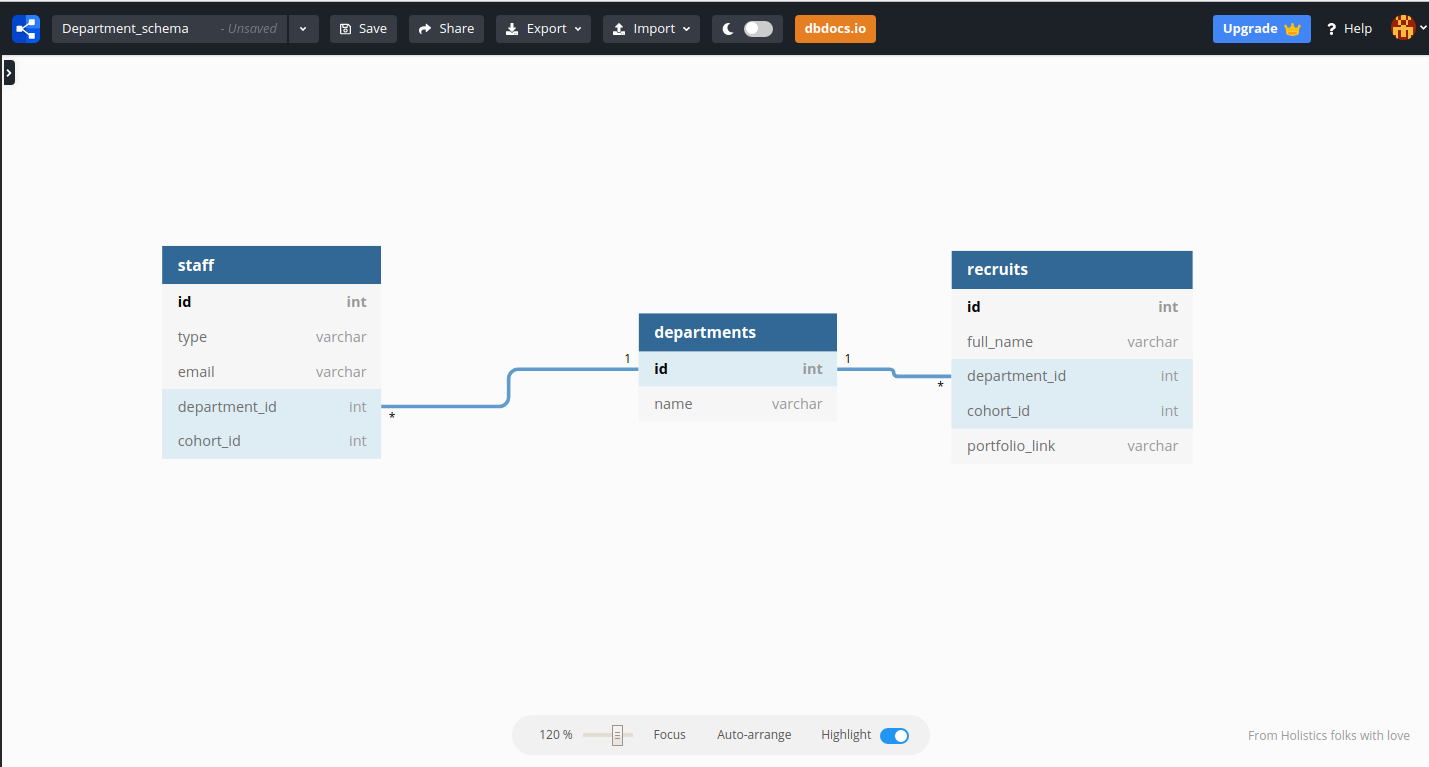 Department_schema - Unsaved Save Share Export Import dbdocs.io Upgrade ? Help
staff
id int
type varchar
email varchar
department_id int
cohort_id int
1
*
departments
id int
name varchar
1
*
recruits
id int
full_name varchar
department_id int
cohort_id int
portfolio_link varchar
120 % Focus Auto-arrange Highlight
From Holistics folks with love